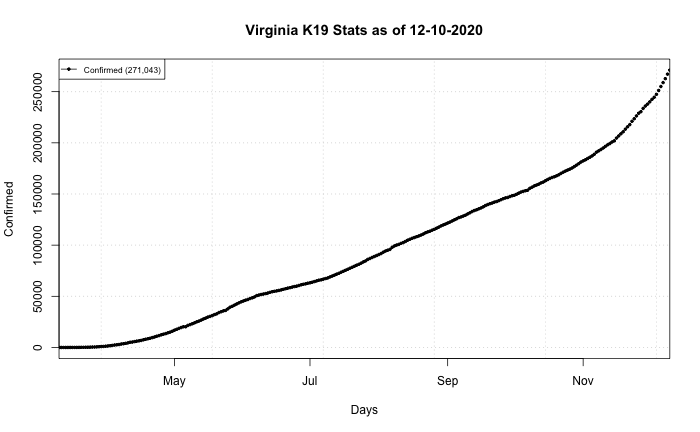 Virginia K19 Stats as of 12-10-2020
Confirmed (271,043)
250000
200000
150000
100000
50000
0
Confirmed
May Jul Sep Nov
Days